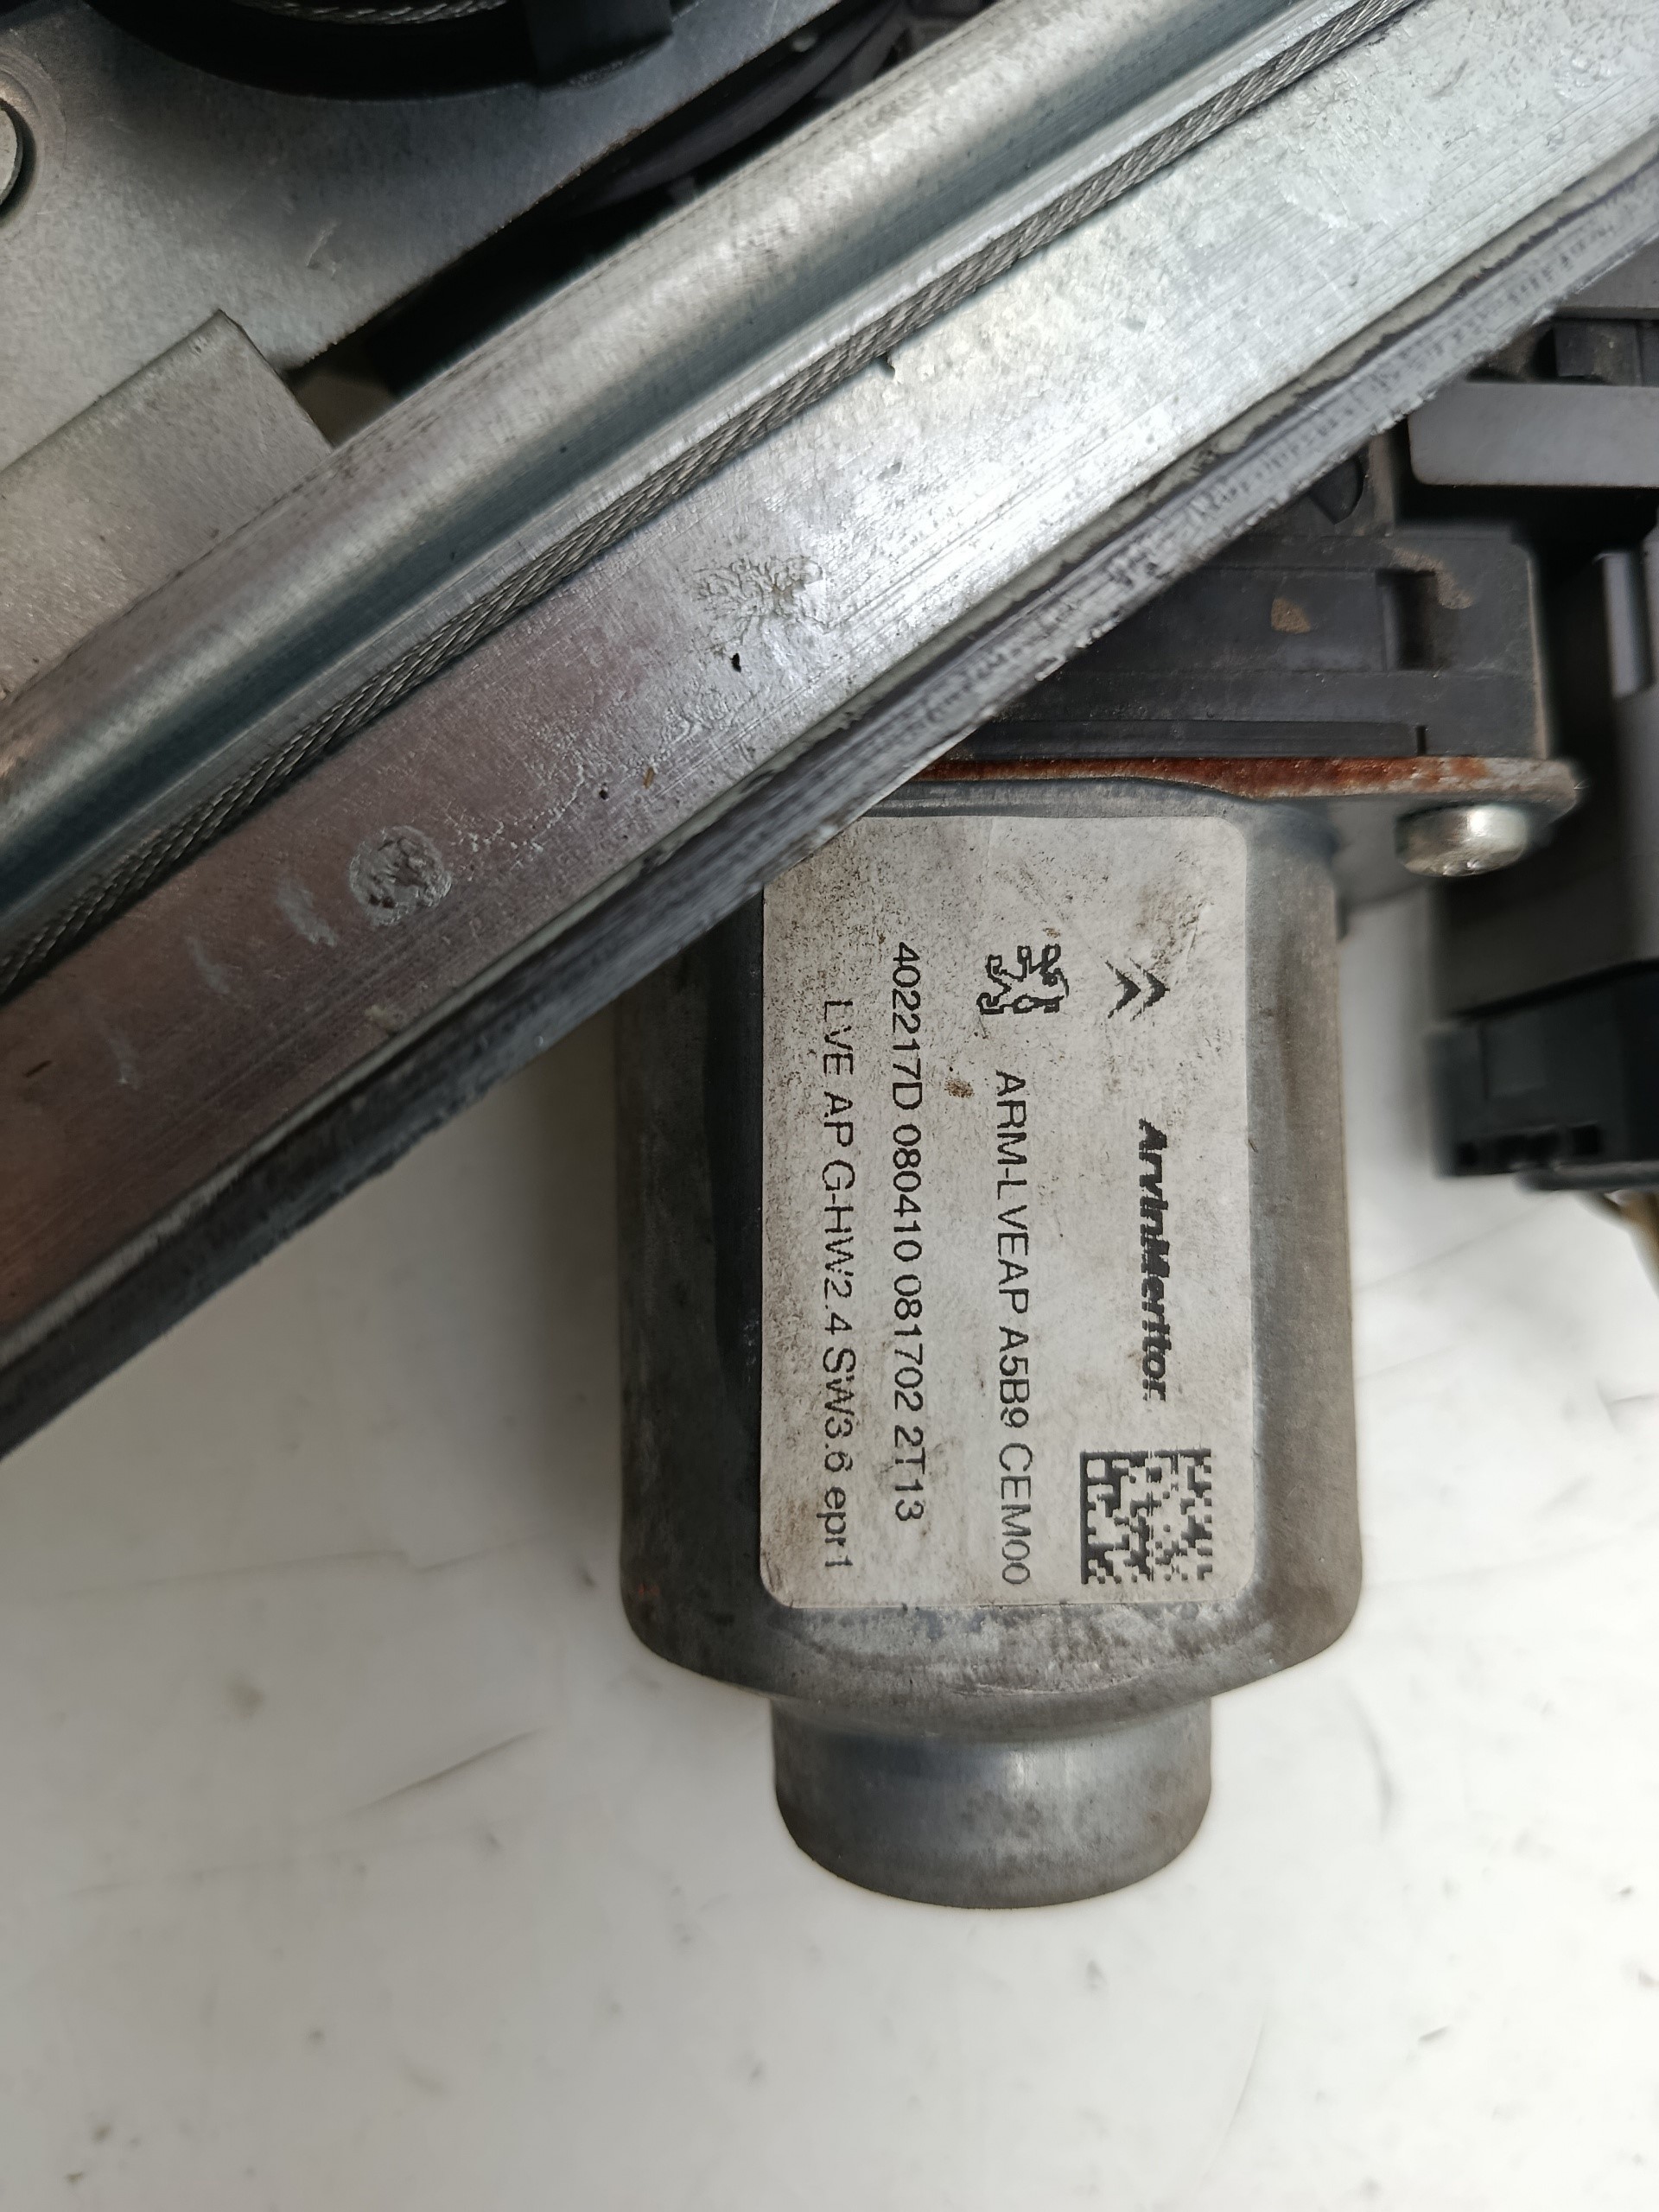 ArvinMeritor
ARM-LVEAP A5B9 CEM00
402217D 080410 081702 2T13
LVE AP G-HW2.4 SW3.6 epr1